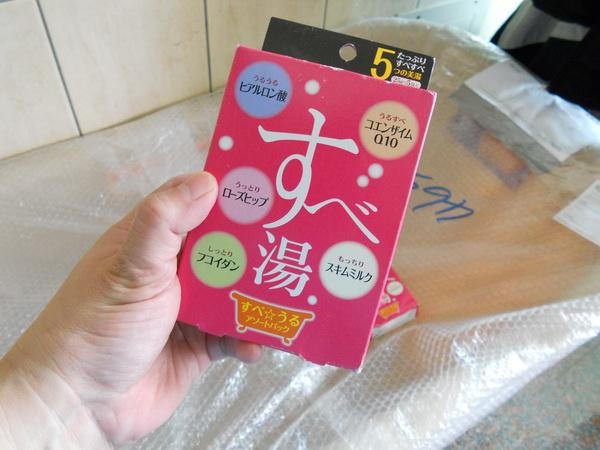 5
たっぷり
すべすべ
つの美湯
うるうる
ヒアルロン酸
うるすべ
コエンザイム
Q10
すべ
湯
うっとり
ローズヒップ
しっとり
フコイダン
もっちり
スキムミルク
すべ☆うる
アソートパック